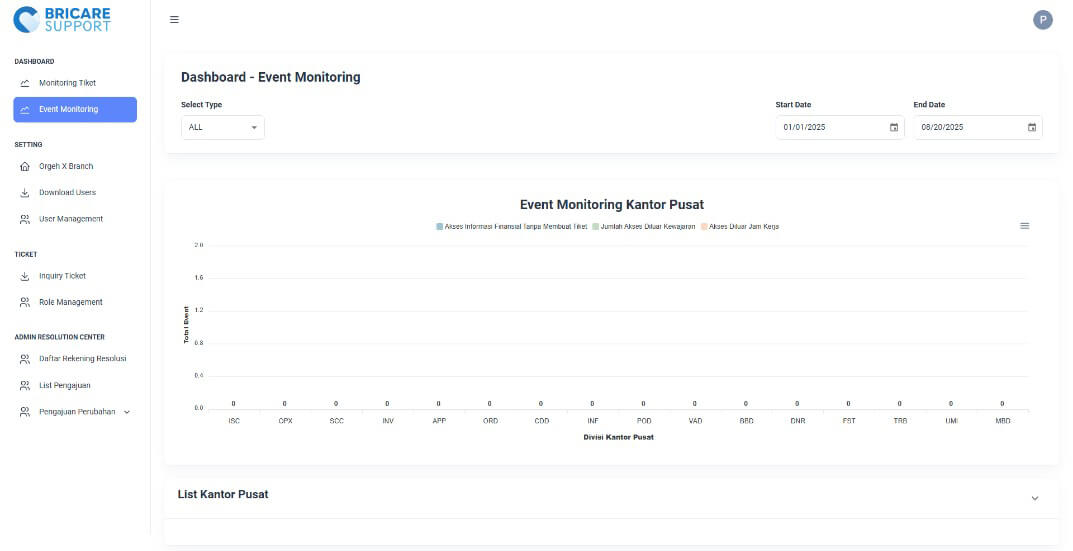 BRICARE
SUPPORT
P
DASHBOARD
Monitoring Tiket
Event Monitoring
SETTING
Orgeh X Branch
Download Users
User Management
TICKET
Inquiry Ticket
Role Management
ADMIN RESOLUTION CENTER
Daftar Rekening Resolusi
List Pengajuan
Pengajuan Perubahan
Dashboard - Event Monitoring
Select Type
Start Date
End Date
ALL
01/01/2025
08/20/2025
Event Monitoring Kantor Pusat
Akses Informasi Finansial Tanpa Membuat Tiket Jumlah Akses Diluar Kewajaran Akses Diluar Jam Kerja
2.0
1.6
1.2
0.8
0.4
0.0
Total Event
0 0 0 0 0 0 0 0 0 0 0 0 0 0 0 0
ISC OPX SCC INV APP ORD CDD INF POD VAD BBD DNR FST TRB UMI MBD
Divisi Kantor Pusat
List Kantor Pusat